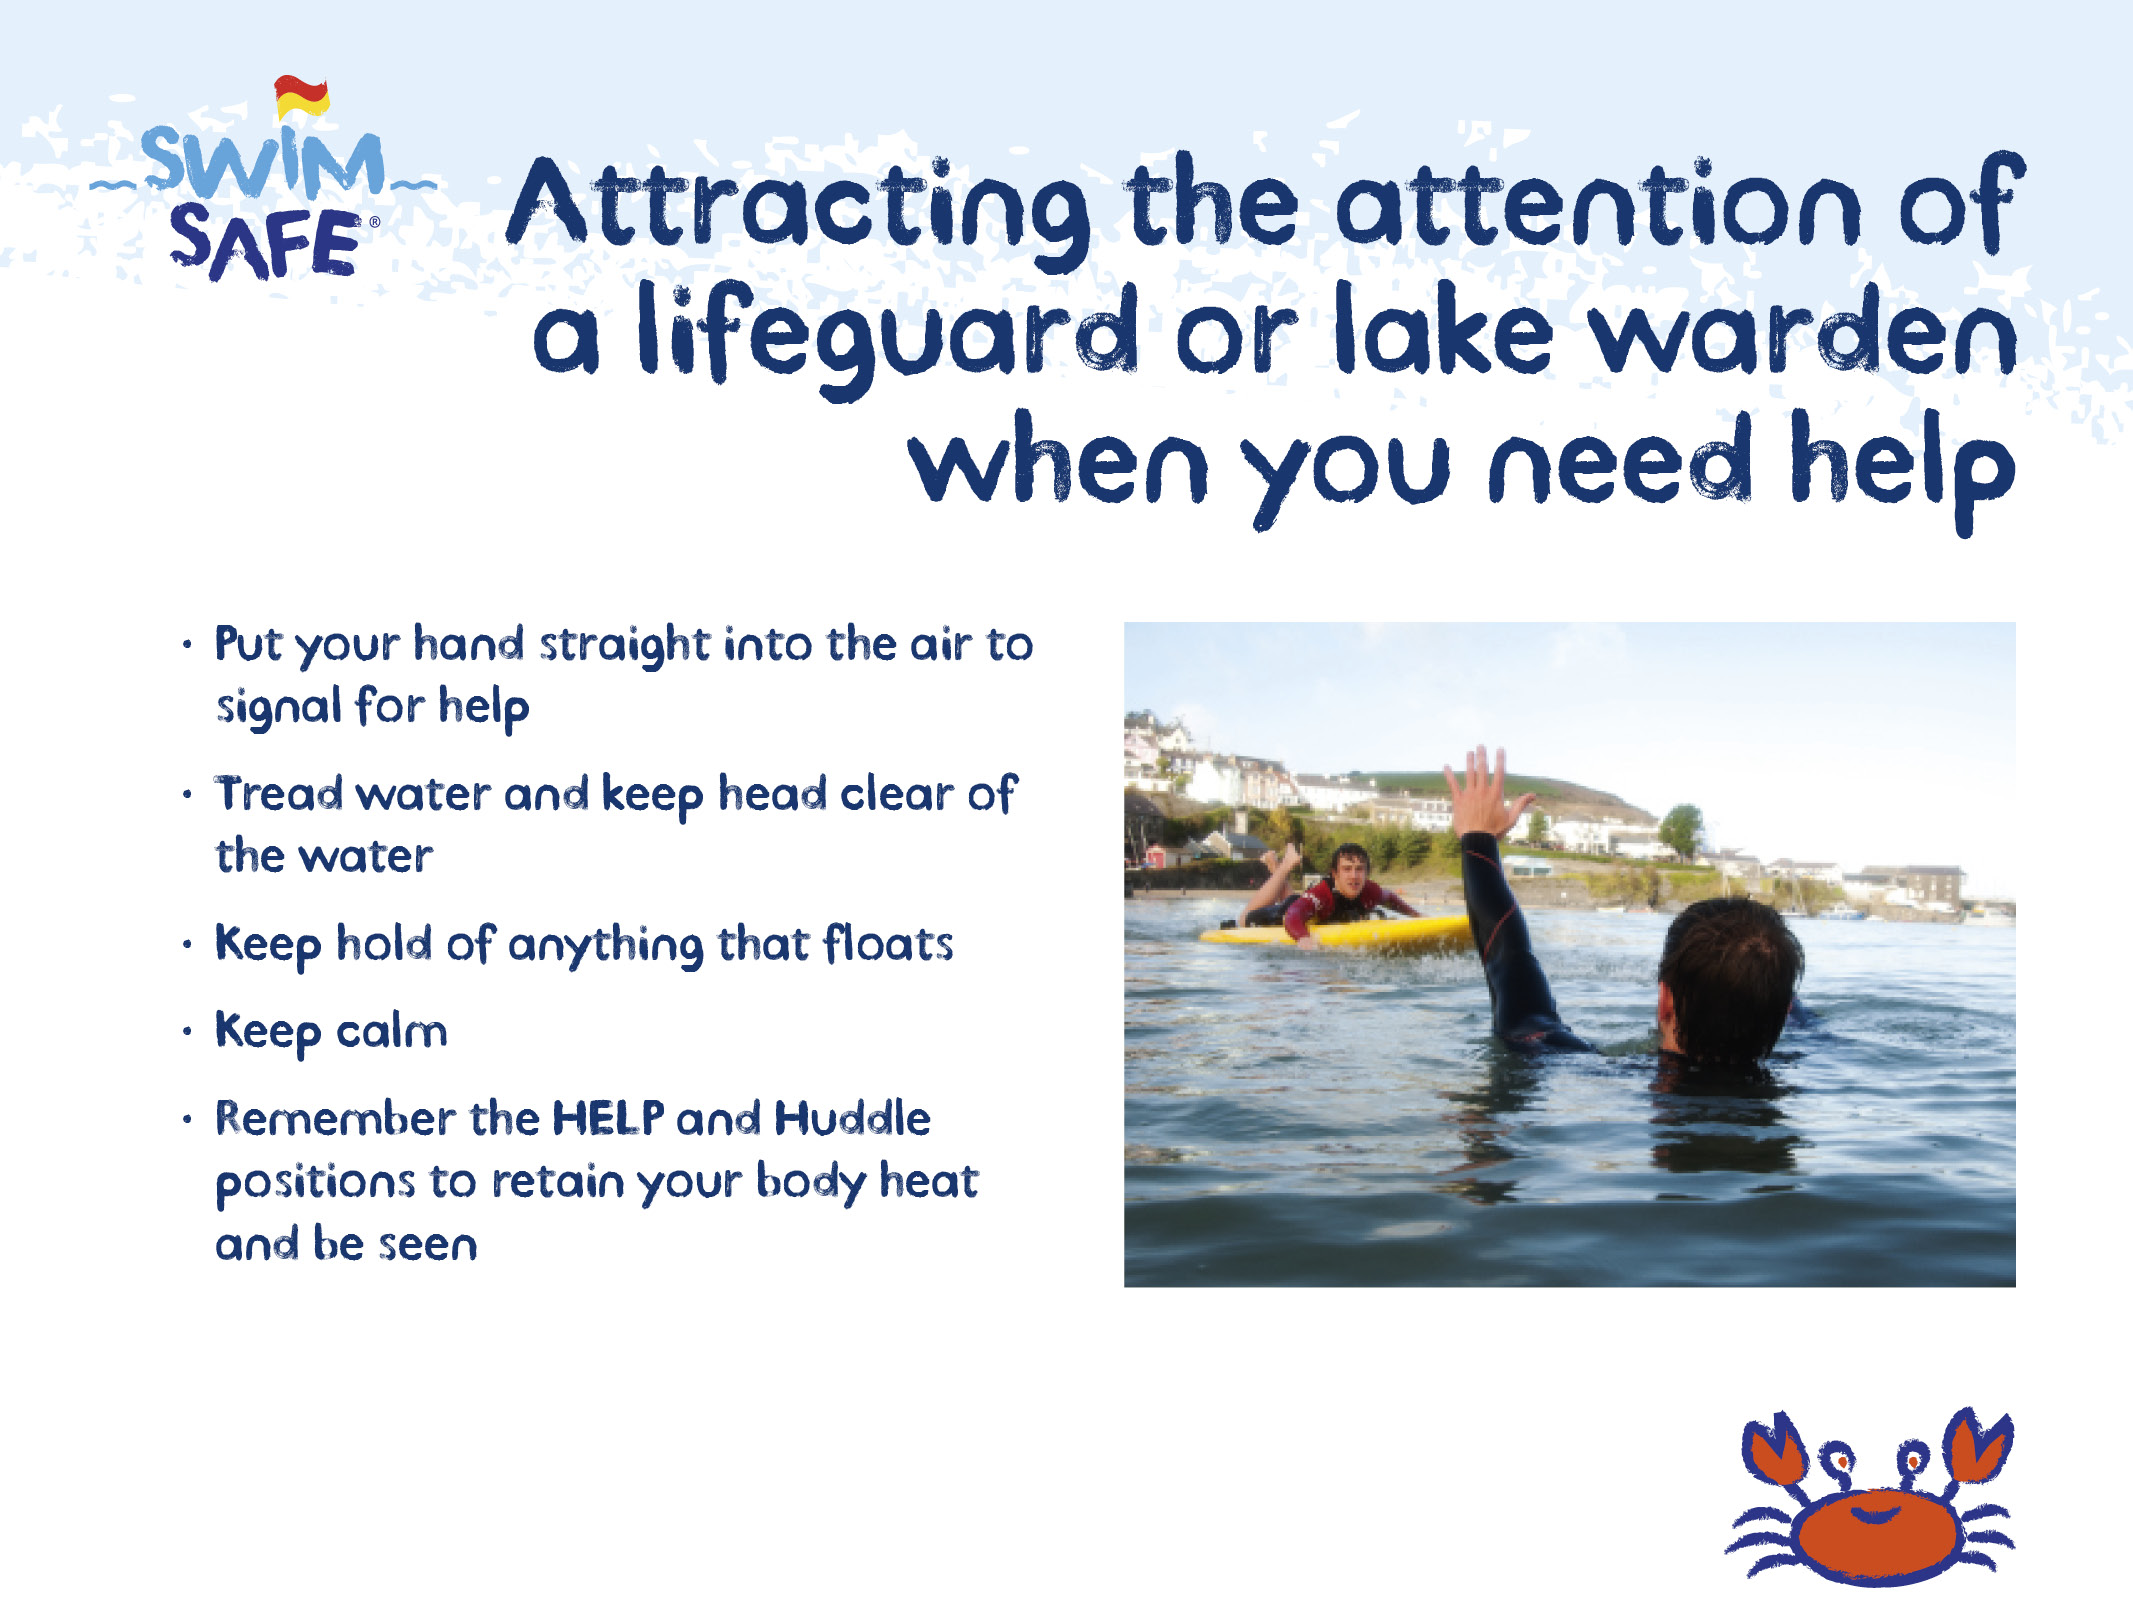 SWIM
SAFE®
Attracting the attention of
a lifeguard or lake warden
when you need help
• Put your hand straight into the air to
signal for help
• Tread water and keep head clear of
the water
• Keep hold of anything that floats
• Keep calm
• Remember the HELP and Huddle
positions to retain your body heat
and be seen